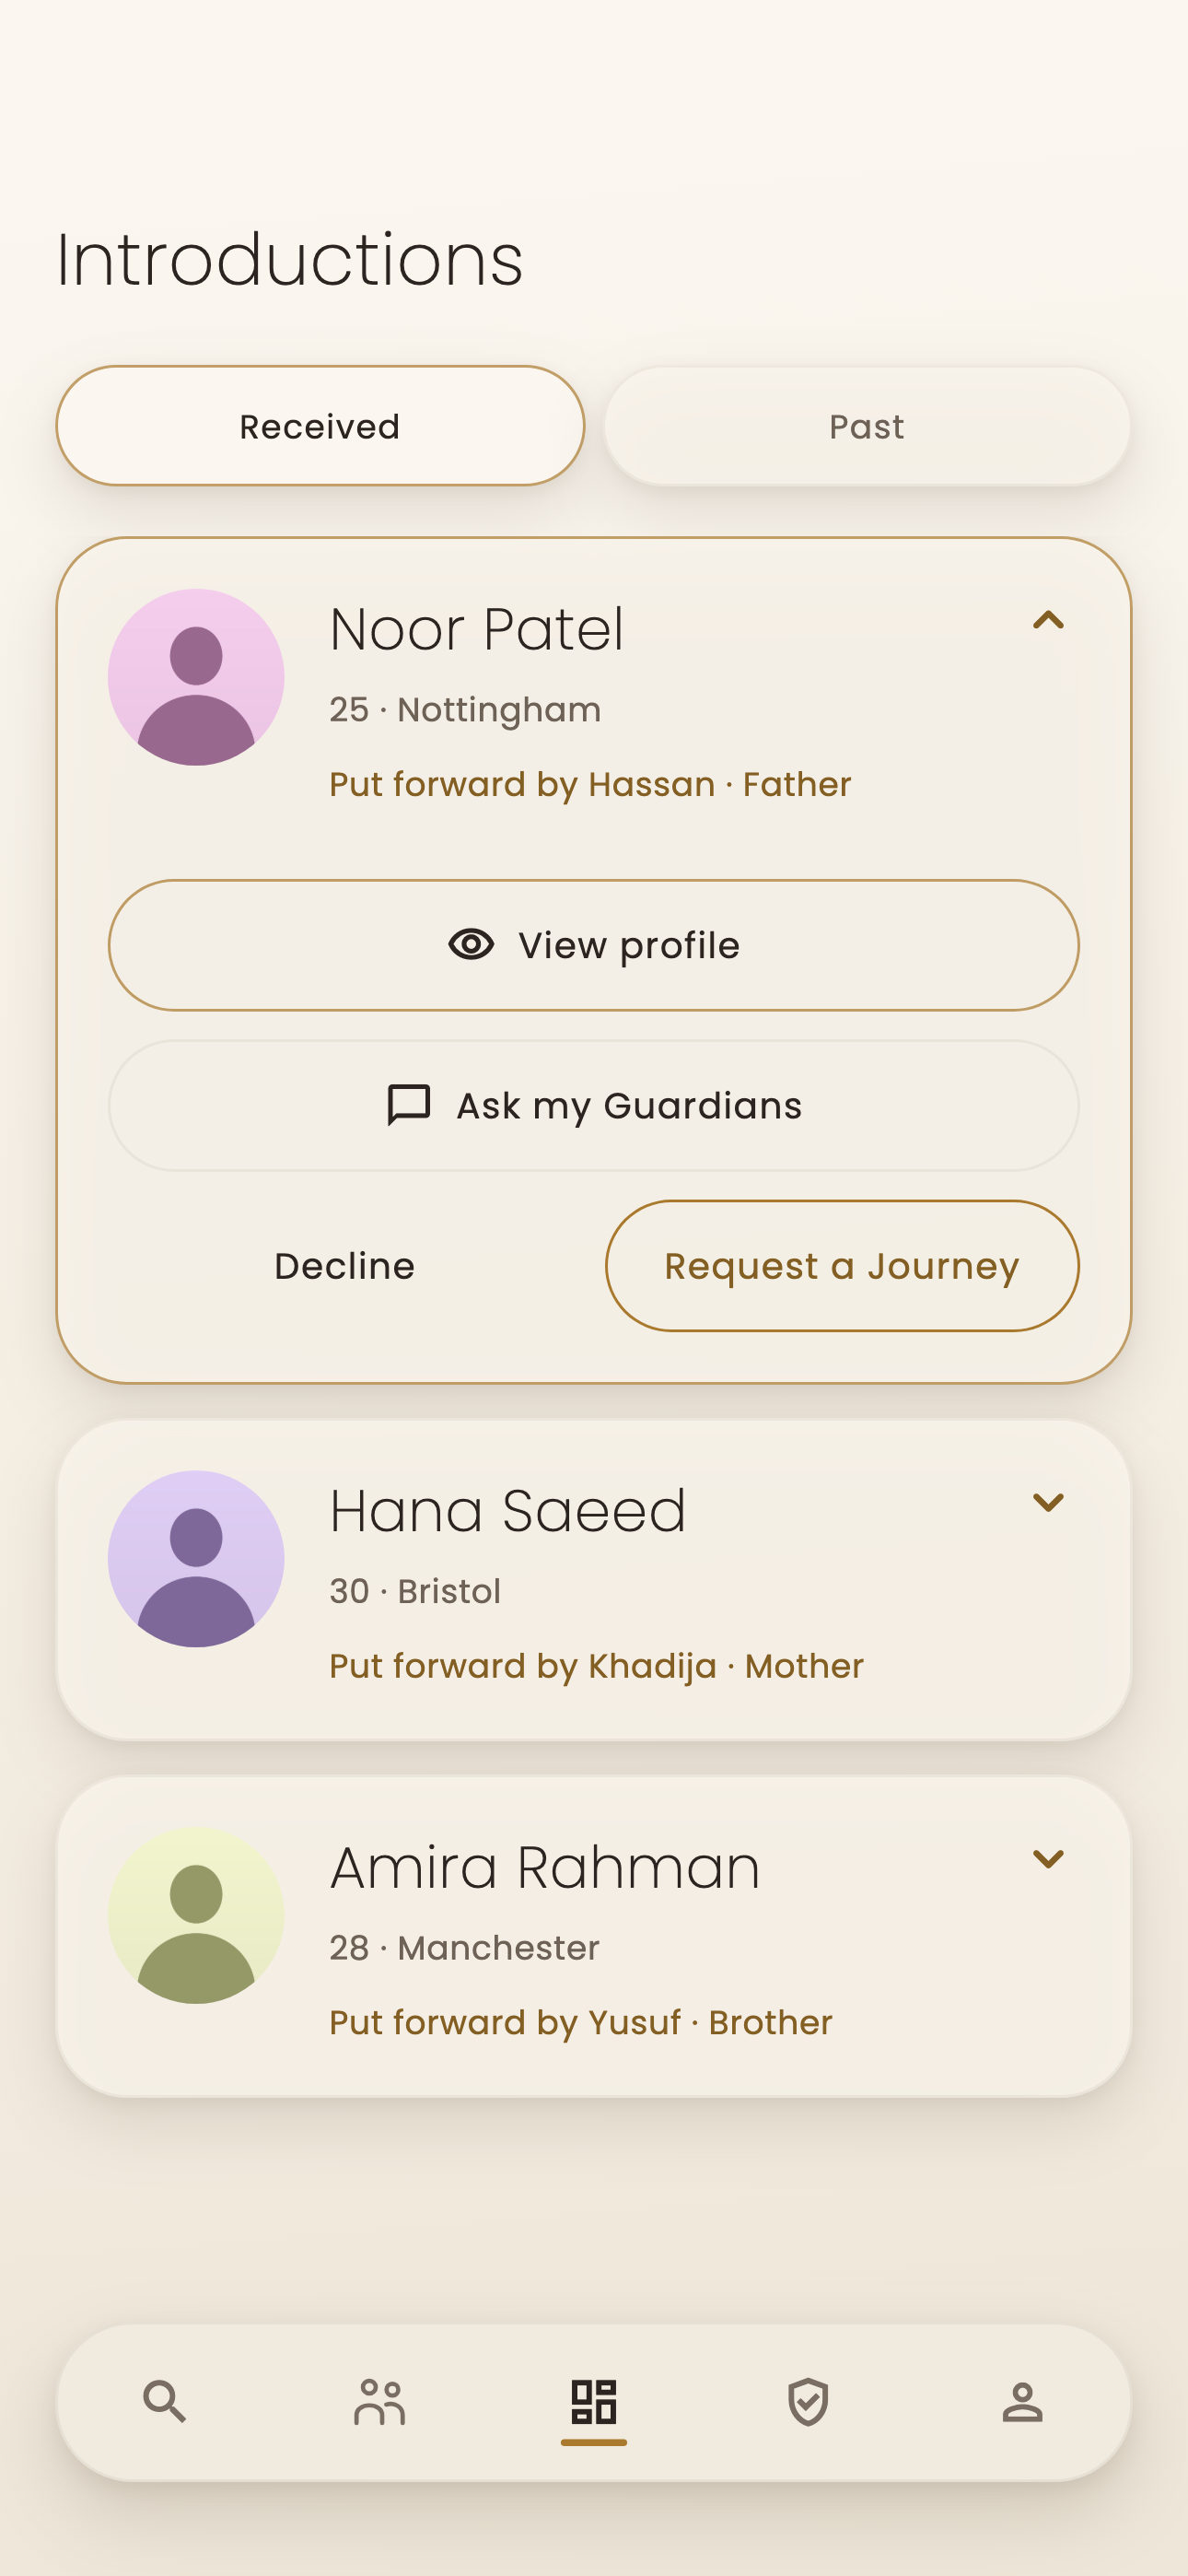 Introductions
Received
Past
Noor Patel
25 · Nottingham
Put forward by Hassan · Father
View profile
Ask my Guardians
Decline
Request a Journey
Hana Saeed
30 · Bristol
Put forward by Khadija · Mother
Amira Rahman
28 · Manchester
Put forward by Yusuf · Brother